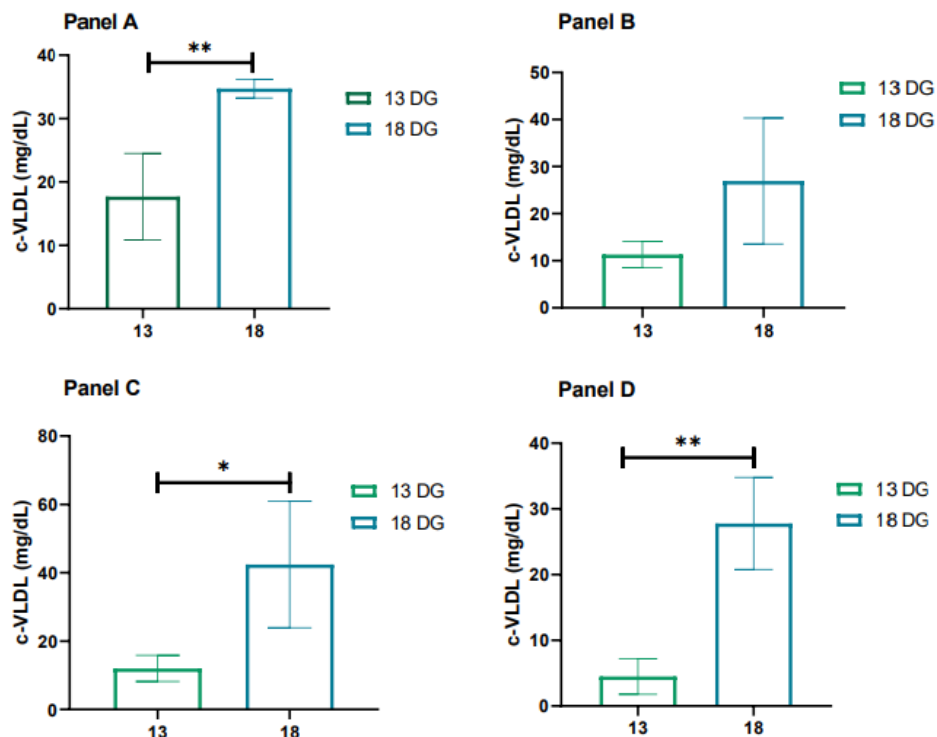 Panel A
**
40
30
20
10
0
c-VLDL (mg/dL)
13
18
13 DG
18 DG
Panel B
50
40
30
20
10
0
c-VLDL (mg/dL)
13
18
13 DG
18 DG
Panel C
*
80
60
40
20
0
c-VLDL (mg/dL)
13
18
13 DG
18 DG
Panel D
**
40
30
20
10
0
c-VLDL (mg/dL)
13
18
13 DG
18 DG